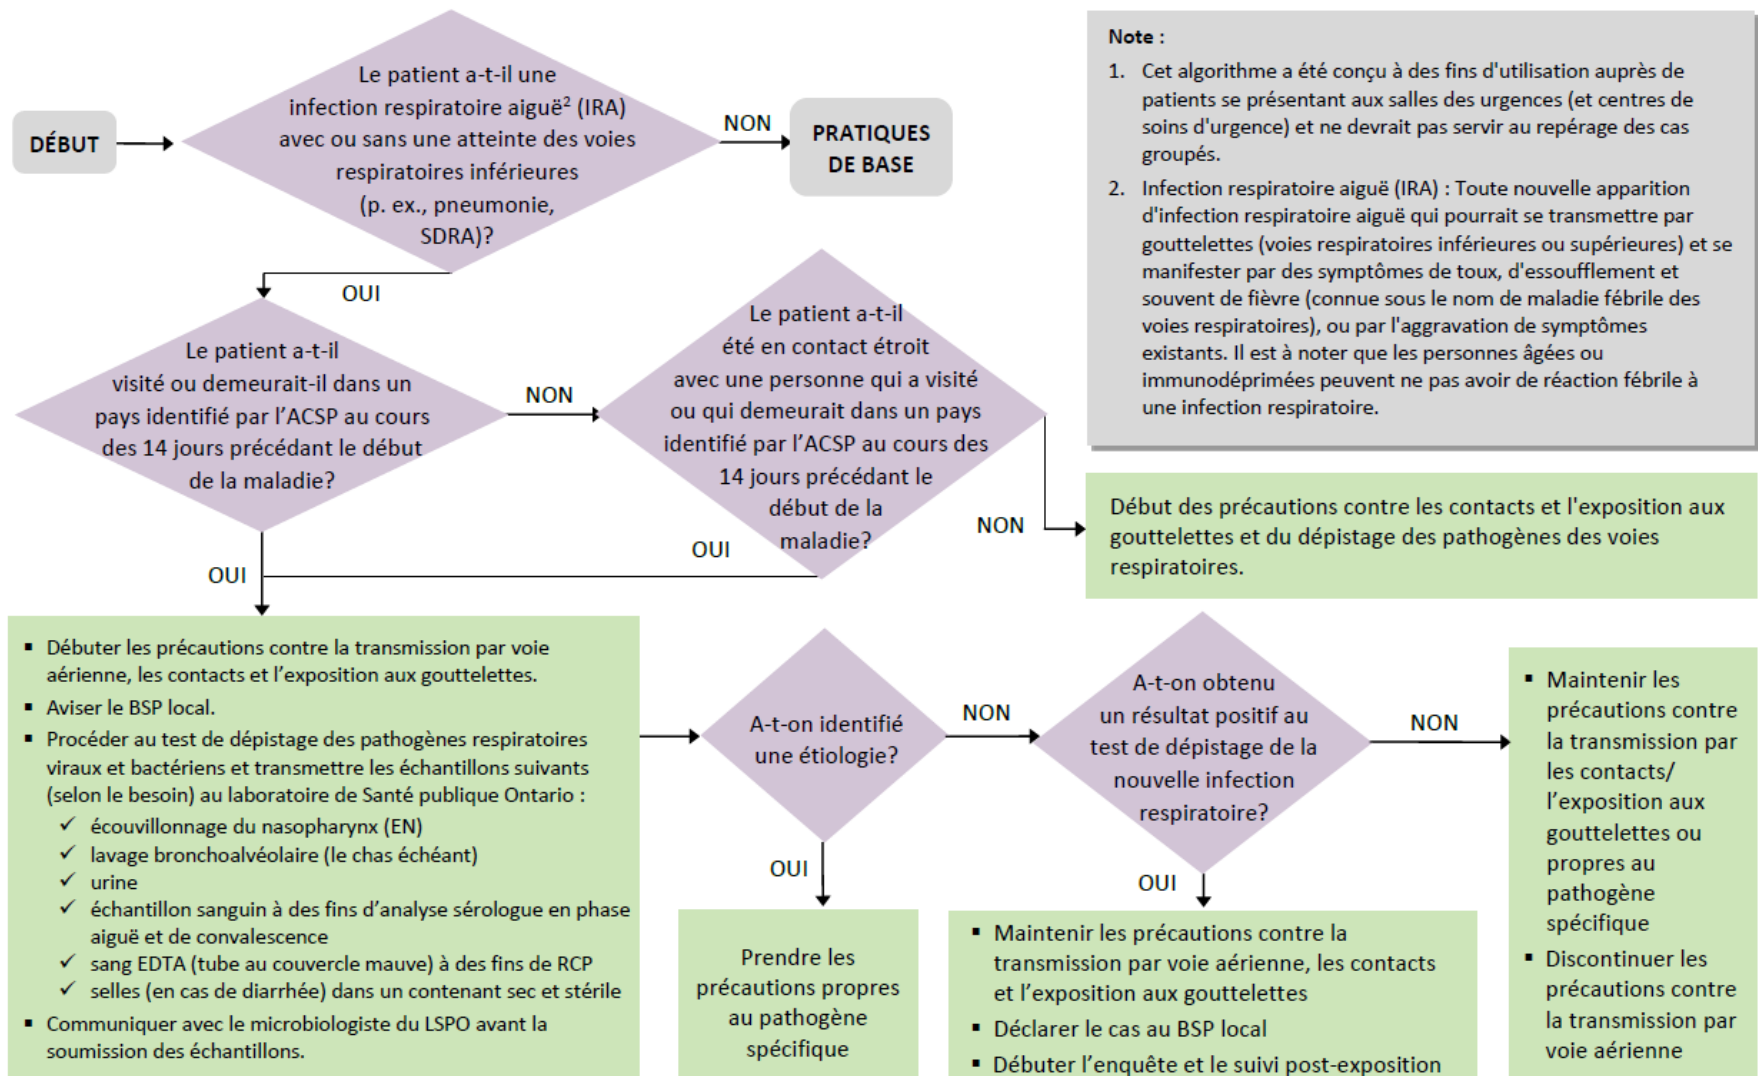 DÉBUT
Le patient a-t-il une
infection respiratoire aiguë² (IRA)
avec ou sans une atteinte des voies
respiratoires inférieures
(p. ex., pneumonie,
SDRA)?
NON
PRATIQUES
DE BASE
Note :
1. Cet algorithme a été conçu à des fins d'utilisation auprès de
patients se présentant aux salles des urgences (et centres de
soins d'urgence) et ne devrait pas servir au repérage des cas
groupés.
2. Infection respiratoire aiguë (IRA) : Toute nouvelle apparition
d'infection respiratoire aiguë qui pourrait se transmettre par
gouttelettes (voies respiratoires inférieures ou supérieures) et se
manifester par des symptômes de toux, d'essoufflement et
souvent de fièvre (connue sous le nom de maladie fébrile des
voies respiratoires), ou par l'aggravation de symptômes
existants. Il est à noter que les personnes âgées ou
immunodéprimées peuvent ne pas avoir de réaction fébrile à
une infection respiratoire.
OUI
Le patient a-t-il
visité ou demeurait-il dans un
pays identifié par l'ACSP au cours
des 14 jours précédant le début
de la maladie?
NON
Le patient a-t-il
été en contact étroit
avec une personne qui a visité
ou qui demeurait dans un pays
identifié par l'ACSP au cours des
14 jours précédant le
début de la
maladie?
NON
Début des précautions contre les contacts et l'exposition aux
gouttelettes et du dépistage des pathogènes des voies
respiratoires.
OUI
OUI
▪ Débuter les précautions contre la transmission par voie
aérienne, les contacts et l'exposition aux gouttelettes.
▪ Aviser le BSP local.
▪ Procéder au test de dépistage des pathogènes respiratoires
viraux et bactériens et transmettre les échantillons suivants
(selon le besoin) au laboratoire de Santé publique Ontario :
✓ écouvillonnage du nasopharynx (EN)
✓ lavage bronchoalvéolaire (le chas échéant)
✓ urine
✓ échantillon sanguin à des fins d'analyse sérologue en phase
aiguë et de convalescence
✓ sang EDTA (tube au couvercle mauve) à des fins de RCP
✓ selles (en cas de diarrhée) dans un contenant sec et stérile
▪ Communiquer avec le microbiologiste du LSPO avant la
soumission des échantillons.
A-t-on identifié
une étiologie?
NON
OUI
Prendre les
précautions propres
au pathogène
spécifique
A-t-on obtenu
un résultat positif au
test de dépistage de la
nouvelle infection
respiratoire?
NON
OUI
▪ Maintenir les précautions contre la
transmission par voie aérienne, les contacts
et l'exposition aux gouttelettes
▪ Déclarer le cas au BSP local
▪ Débuter l'enquête et le suivi post-exposition
▪ Maintenir les
précautions contre
la transmission par
les contacts/
l'exposition aux
gouttelettes ou
propres au
pathogène
spécifique
▪ Discontinuer les
précautions contre
la transmission par
voie aérienne